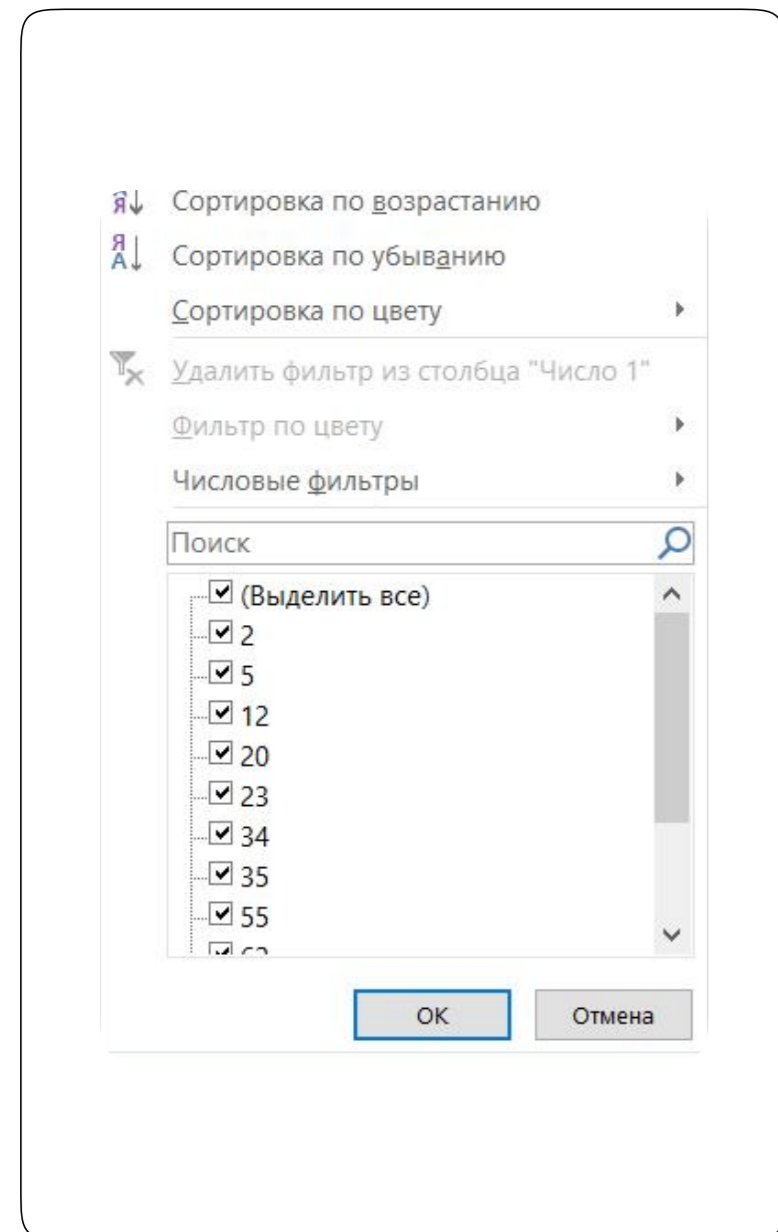 Сортировка по возрастанию
Сортировка по убыванию
Сортировка по цвету
Удалить фильтр из столбца "Число 1"
Фильтр по цвету
Числовые фильтры
Поиск
(Выделить все)
2
5
12
20
23
34
35
55
ОК
Отмена